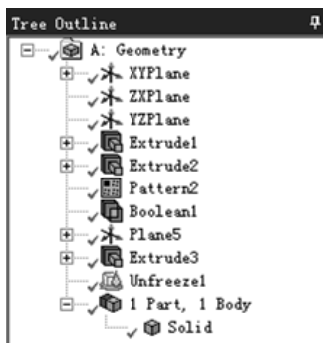 Tree Outline
A: Geometry
XYPlane
ZXPlane
YZPlane
Extrude1
Extrude2
Pattern2
Boolean1
Plane5
Extrude3
Unfreeze1
1 Part, 1 Body
Solid